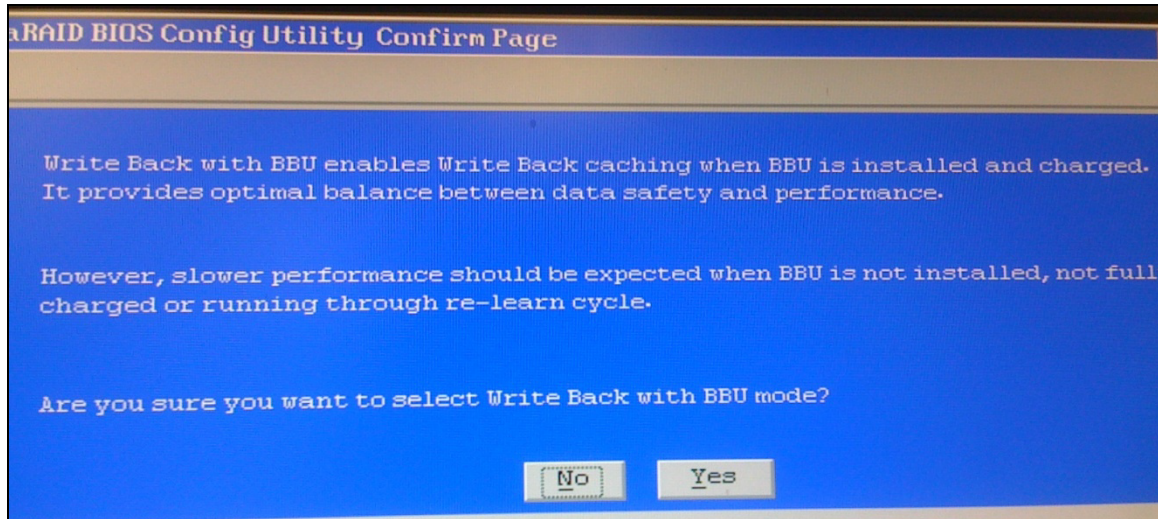 aRAID BIOS Config Utility Confirm Page
Write Back with BBU enables Write Back caching when BBU is installed and charged.
It provides optimal balance between data safety and performance.
However, slower performance should be expected when BBU is not installed, not full
charged or running through re-learn cycle.
Are you sure you want to select Write Back with BBU mode?
No Yes